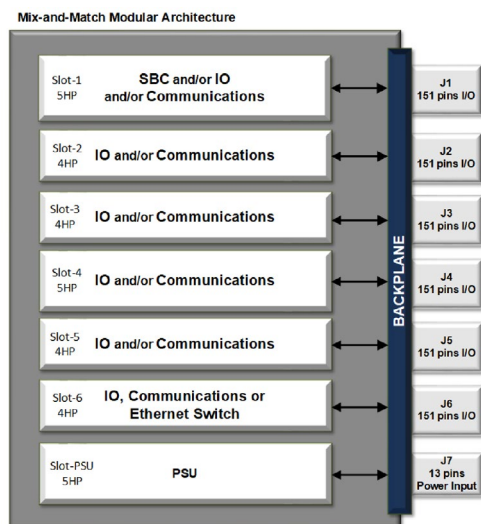 Mix-and-Match Modular Architecture
Slot-1
5HP
SBC and/or IO
and/or Communications
J1
151 pins I/O
Slot-2
4HP
IO and/or Communications
J2
151 pins I/O
Slot-3
4HP
IO and/or Communications
J3
151 pins I/O
Slot-4
5HP
IO and/or Communications
J4
151 pins I/O
Slot-5
4HP
IO and/or Communications
J5
151 pins I/O
Slot-6
4HP
IO, Communications or
Ethernet Switch
J6
151 pins I/O
Slot-PSU
5HP
PSU
J7
13 pins
Power Input
BACKPLANE